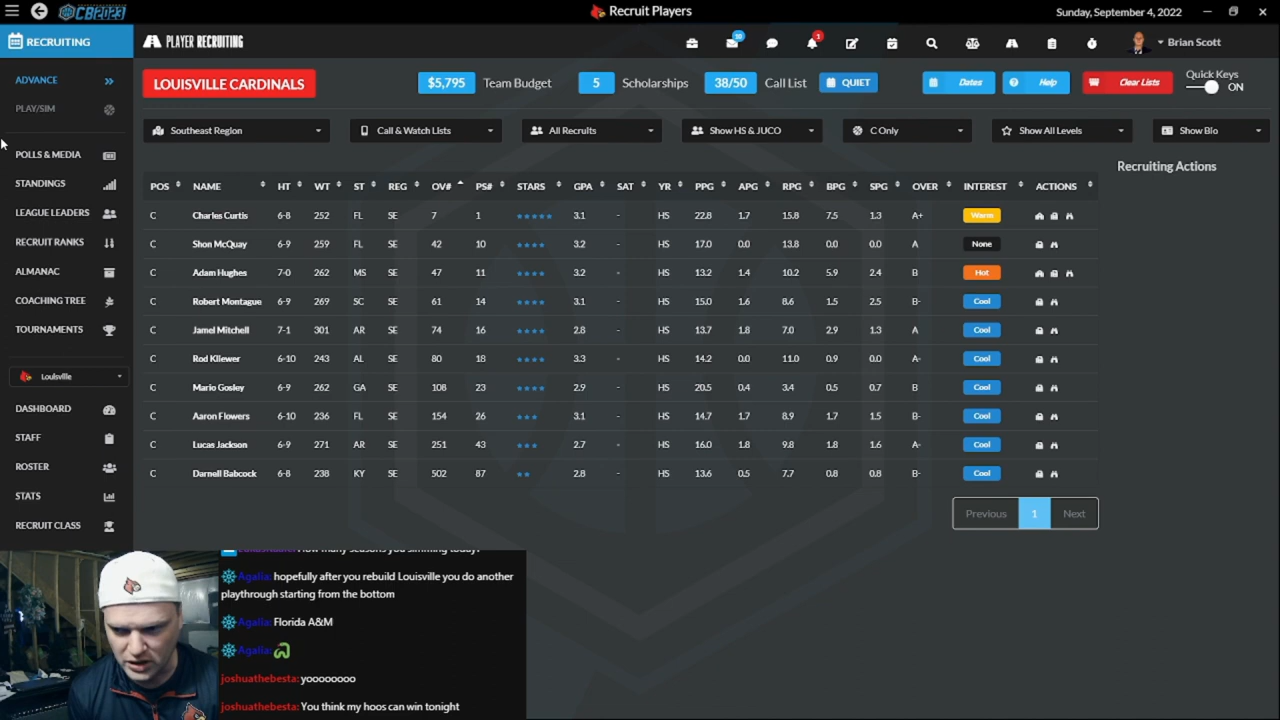 CB2023
Recruit Players
Sunday, September 4, 2022
RECRUITING
PLAYER RECRUITING
10
1
Brian Scott
ADVANCE
PLAY/SIM
POLLS & MEDIA
STANDINGS
LEAGUE LEADERS
RECRUIT RANKS
ALMANAC
COACHING TREE
TOURNAMENTS
Louisville
DASHBOARD
STAFF
ROSTER
STATS
RECRUIT CLASS
LOUISVILLE CARDINALS
$5,795 Team Budget 5 Scholarships 38/50 Call List QUIET
Dates Help Clear Lists Quick Keys ON
Southeast Region Call & Watch Lists All Recruits Show HS & JUCO C Only Show All Levels Show Bio
Recruiting Actions
POS NAME HT WT ST REG OV# PS# STARS GPA SAT YR PPG APG RPG BPG SPG OVER INTEREST ACTIONS
C Charles Curtis 6-8 252 FL SE 7 1 ★★★★★ 3.1 - HS 22.8 1.7 15.8 7.5 1.3 A+ Warm
C Shon McQuay 6-9 259 FL SE 42 10 ★★★★ 3.2 - HS 17.0 0.0 13.8 0.0 0.0 A None
C Adam Hughes 7-0 262 MS SE 47 11 ★★★★ 3.2 - HS 13.2 1.4 10.2 5.9 2.4 B Hot
C Robert Montague 6-9 269 SC SE 61 14 ★★★★ 3.1 - HS 15.0 1.6 8.6 1.5 2.5 B- Cool
C Jamel Mitchell 7-1 301 AR SE 74 16 ★★★★ 2.8 - HS 13.7 1.8 7.0 2.9 1.3 A Cool
C Rod Kliewer 6-10 243 AL SE 80 18 ★★★★ 3.3 - HS 14.2 0.0 11.0 0.9 0.0 A- Cool
C Mario Gosley 6-9 262 GA SE 108 23 ★★★★ 2.9 - HS 20.5 0.4 3.4 0.5 0.7 B Cool
C Aaron Flowers 6-10 236 FL SE 154 26 ★★★ 3.1 - HS 14.7 1.7 8.9 1.7 1.5 B- Cool
C Lucas Jackson 6-9 271 AR SE 251 43 ★★★ 2.7 - HS 16.0 1.8 9.8 1.8 1.6 A- Cool
C Darnell Babcock 6-8 238 KY SE 502 87 ★★ 2.8 - HS 13.6 0.5 7.7 0.8 0.8 B- Cool
Previous 1 Next
How many seasons you simming today?
Agalia: hopefully after you rebuild Louisville you do another
playthrough starting from the bottom
Agalia: Florida A&M
Agalia:
joshuathebesta: yoooooooo
joshuathebesta: You think my hoos can win tonight